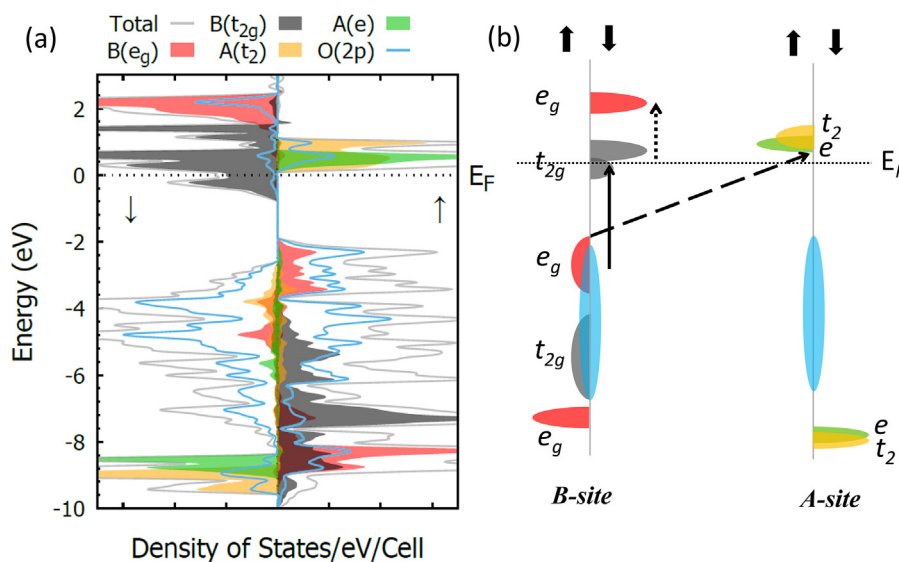 (a)
Total B(t2g) A(e)
B(eg) A(t2) O(2p)
2
0
-2
-4
-6
-8
-10
Energy (eV)
↓ ↑
EF
Density of States/eV/Cell
(b)
eg
t2g
eg
t2g
eg
B-site
t2
e
e
t2
A-site